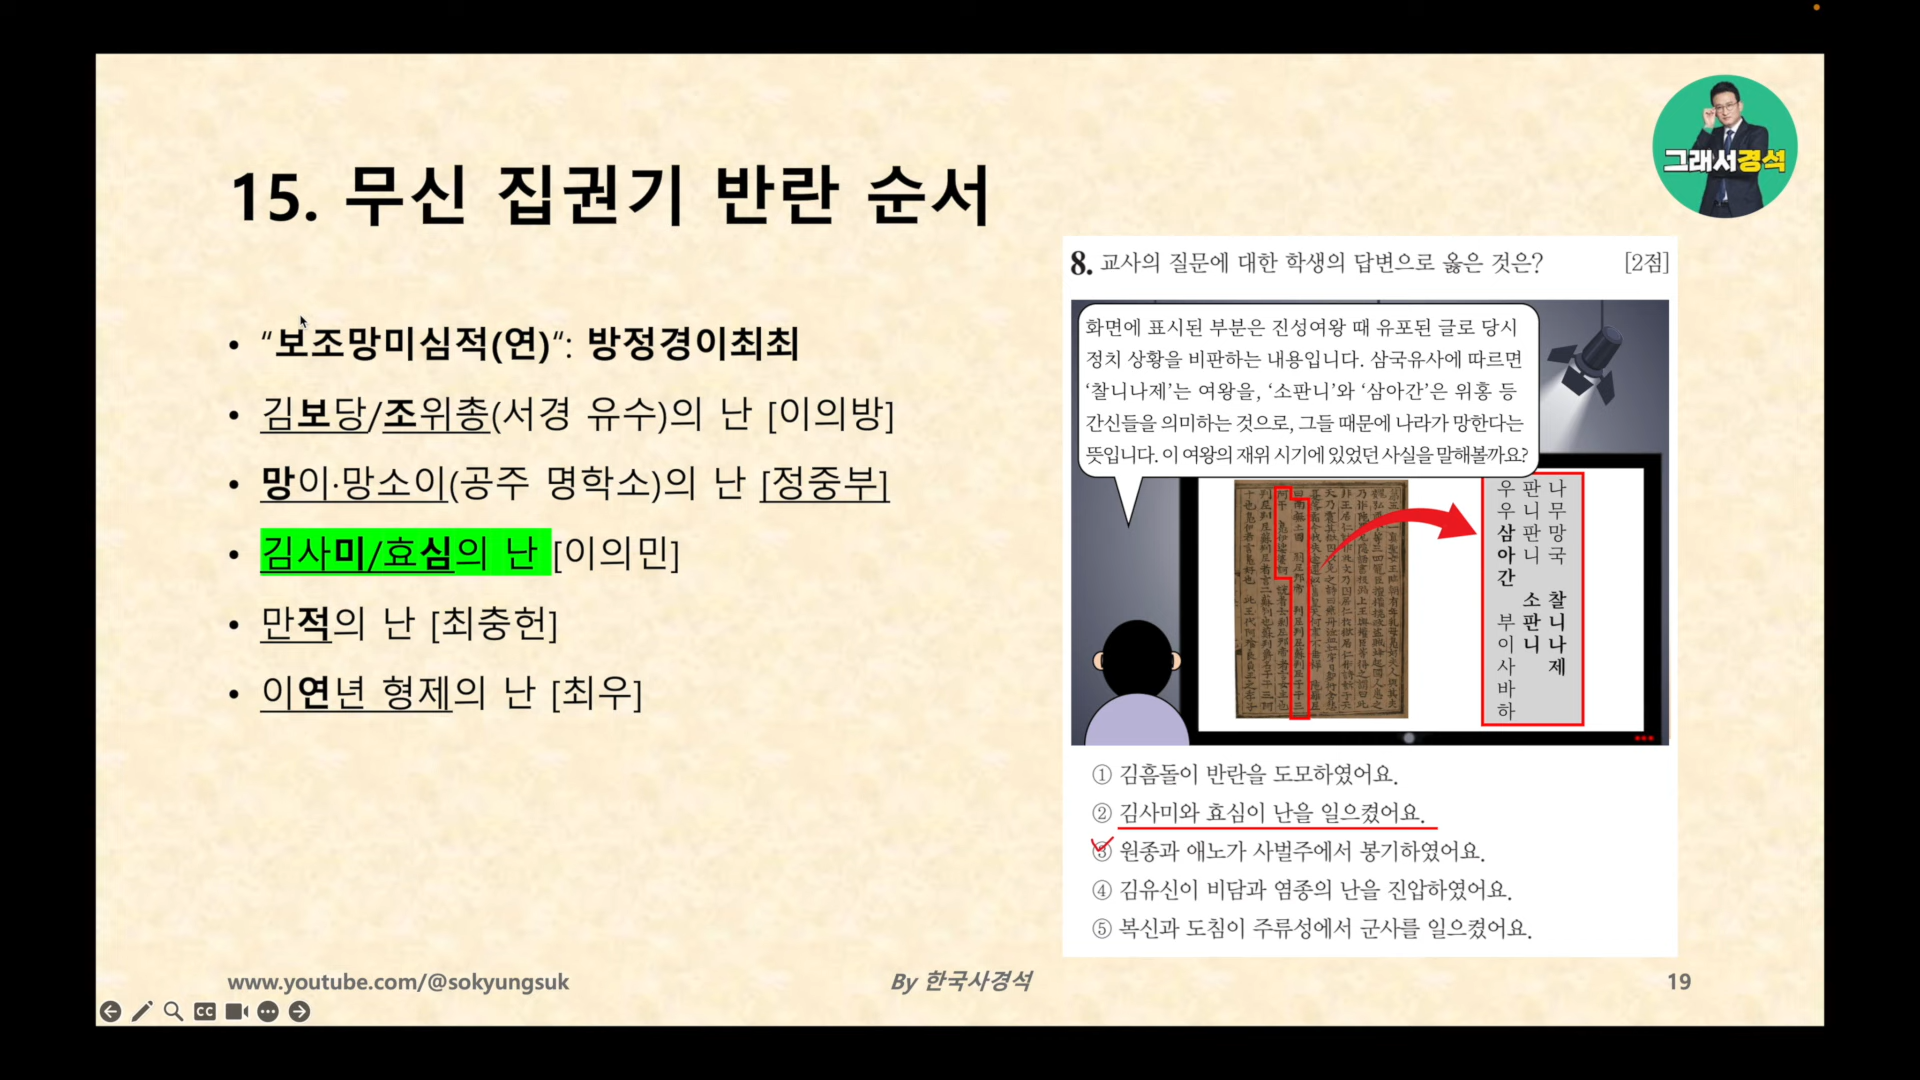 그래서경석
15. 무신 집권기 반란 순서
• “보조망미심적(연)“: 방정경이최최
• 김보당/조위총(서경 유수)의 난 [이의방]
• 망이·망소이(공주 명학소)의 난 [정중부]
• 김사미/효심의 난 [이의민]
• 만적의 난 [최충헌]
• 이연년 형제의 난 [최우]
8. 교사의 질문에 대한 학생의 답변으로 옳은 것은? [2점]
화면에 표시된 부분은 진성여왕 때 유포된 글로 당시
정치 상황을 비판하는 내용입니다. 삼국유사에 따르면
‘찰니나제’는 여왕을, ‘소판니’와 ‘삼아간’은 위홍 등
간신들을 의미하는 것으로, 그들 때문에 나라가 망한다는
뜻입니다. 이 여왕의 재위 시기에 있었던 사실을 말해볼까요?
나무망국 찰니나제
판니판니 소판니
우우삼아간 부이사바하
① 김흠돌이 반란을 도모하였어요.
② 김사미와 효심이 난을 일으켰어요.
③ 원종과 애노가 사벌주에서 봉기하였어요.
④ 김유신이 비담과 염종의 난을 진압하였어요.
⑤ 복신과 도침이 주류성에서 군사를 일으켰어요.
www.youtube.com/@sokyungsuk
By 한국사경석
19
CC